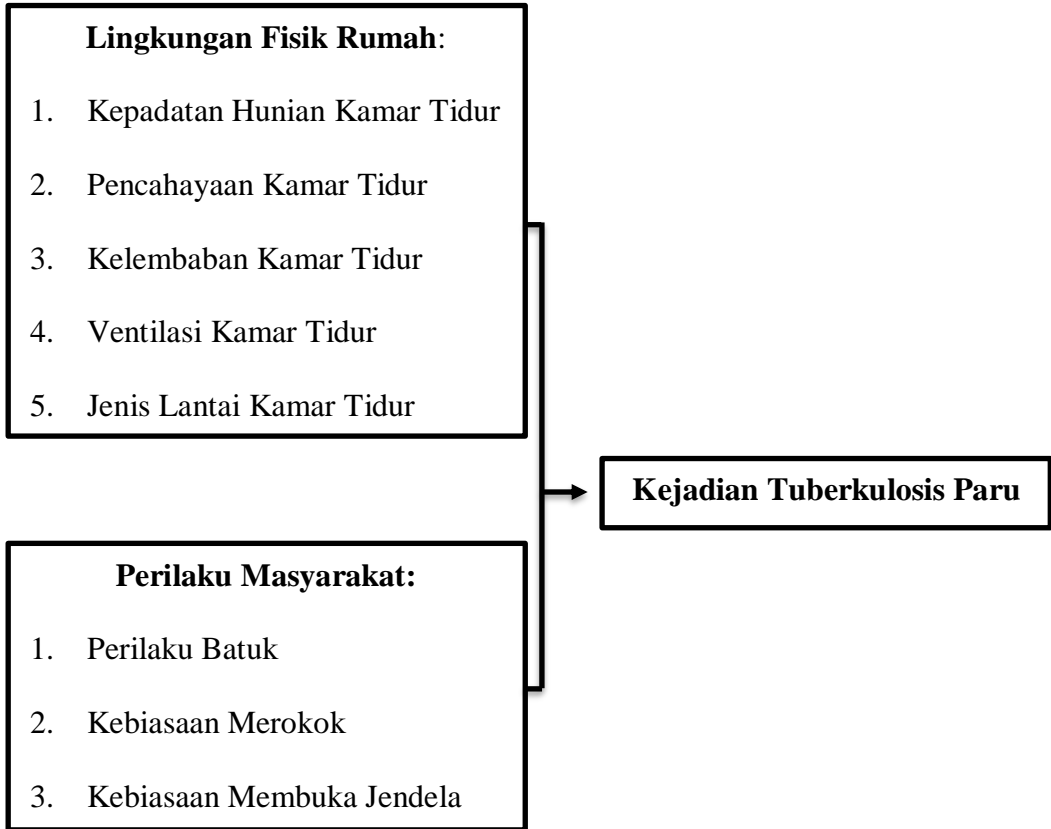 Lingkungan Fisik Rumah:
1. Kepadatan Hunian Kamar Tidur
2. Pencahayaan Kamar Tidur
3. Kelembaban Kamar Tidur
4. Ventilasi Kamar Tidur
5. Jenis Lantai Kamar Tidur
Kejadian Tuberkulosis Paru
Perilaku Masyarakat:
1. Perilaku Batuk
2. Kebiasaan Merokok
3. Kebiasaan Membuka Jendela